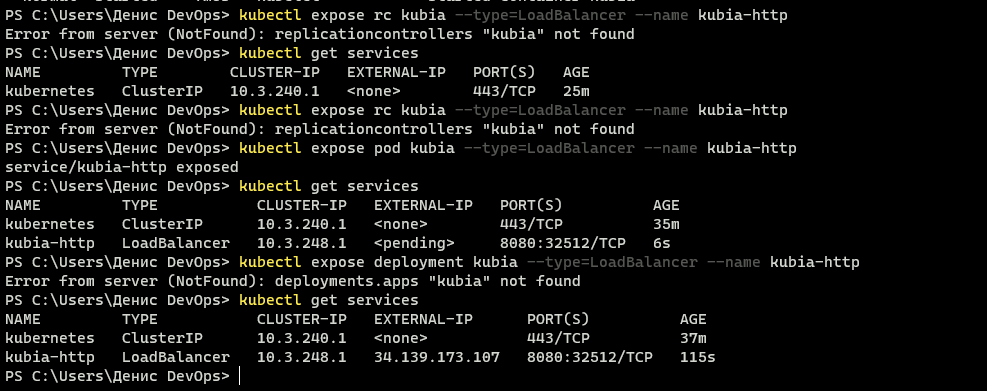 PS C:\Users\Денис DevOps> kubectl expose rc kubia --type=LoadBalancer --name kubia-http
Error from server (NotFound): replicationcontrollers "kubia" not found
PS C:\Users\Денис DevOps> kubectl get services
NAME         TYPE        CLUSTER-IP   EXTERNAL-IP   PORT(S)   AGE
kubernetes   ClusterIP   10.3.240.1   <none>        443/TCP   25m
PS C:\Users\Денис DevOps> kubectl expose rc kubia --type=LoadBalancer --name kubia-http
Error from server (NotFound): replicationcontrollers "kubia" not found
PS C:\Users\Денис DevOps> kubectl expose pod kubia --type=LoadBalancer --name kubia-http
service/kubia-http exposed
PS C:\Users\Денис DevOps> kubectl get services
NAME         TYPE           CLUSTER-IP   EXTERNAL-IP   PORT(S)          AGE
kubernetes   ClusterIP      10.3.240.1   <none>        443/TCP          35m
kubia-http   LoadBalancer   10.3.248.1   <pending>     8080:32512/TCP   6s
PS C:\Users\Денис DevOps> kubectl expose deployment kubia --type=LoadBalancer --name kubia-http
Error from server (NotFound): deployments.apps "kubia" not found
PS C:\Users\Денис DevOps> kubectl get services
NAME         TYPE           CLUSTER-IP   EXTERNAL-IP      PORT(S)          AGE
kubernetes   ClusterIP      10.3.240.1   <none>           443/TCP          37m
kubia-http   LoadBalancer   10.3.248.1   34.139.173.107   8080:32512/TCP   115s
PS C:\Users\Денис DevOps>